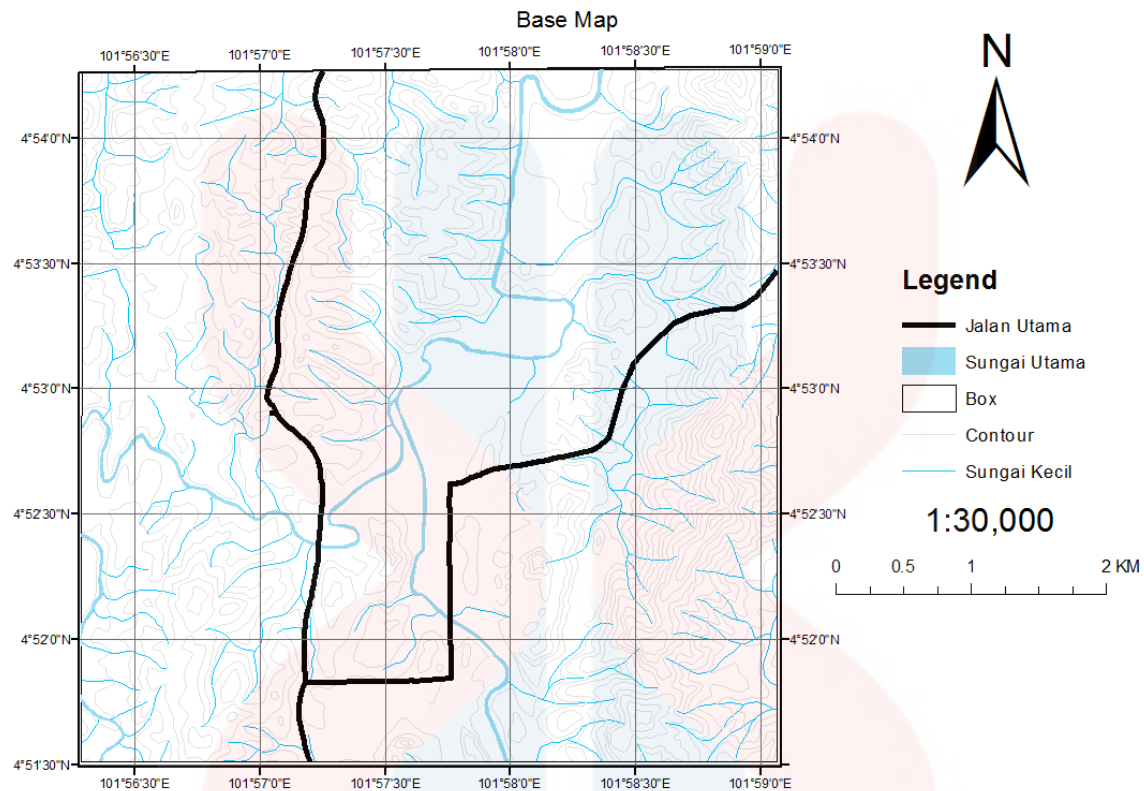 Base Map
101°56'30"E 101°57'0"E 101°57'30"E 101°58'0"E 101°58'30"E 101°59'0"E
N
4°54'0"N 4°54'0"N
4°53'30"N 4°53'30"N
4°53'0"N 4°53'0"N
4°52'30"N 4°52'30"N
4°52'0"N 4°52'0"N
4°51'30"N 4°51'30"N
101°56'30"E 101°57'0"E 101°57'30"E 101°58'0"E 101°58'30"E 101°59'0"E
Legend
Jalan Utama
Sungai Utama
Box
Contour
Sungai Kecil
1:30,000
0 0.5 1 2 KM